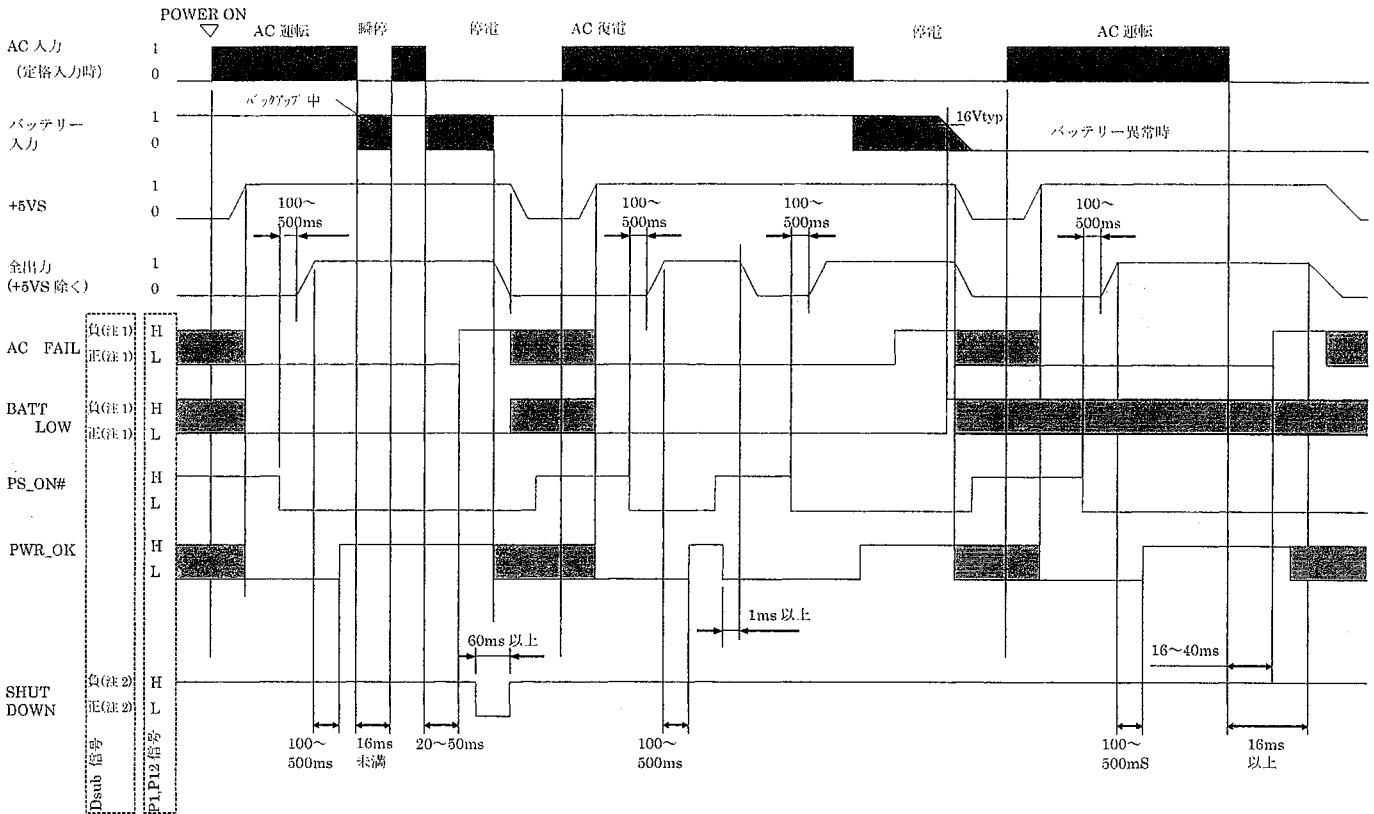 POWER ON
AC 運転
瞬停
停電
AC 復電
停電
AC 運転
AC 入力
(定格入力時)
1
0
バックアップ 中
バッテリー
入力
1
0
16Vtyp
バッテリー異常時
+5VS
1
0
100～
500ms
100～
500ms
100～
500ms
100～
500ms
全出力
(+5VS 除く)
1
0
AC FAIL
負(注1)
正(注1)
H
L
BATT
LOW
負(注1)
正(注1)
H
L
PS_ON#
H
L
PWR_OK
H
L
60ms 以上
1ms 以上
16～40ms
SHUT
DOWN
負(注2)
正(注2)
H
L
100～
500ms
16ms
未満
20～50ms
100～
500ms
100～
500mS
16ms
以上
Dsub 信号
P1,P12 信号